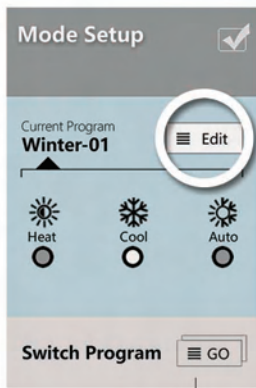 Mode Setup
Current Program
Winter-01
Edit
Heat Cool Auto
Switch Program GO